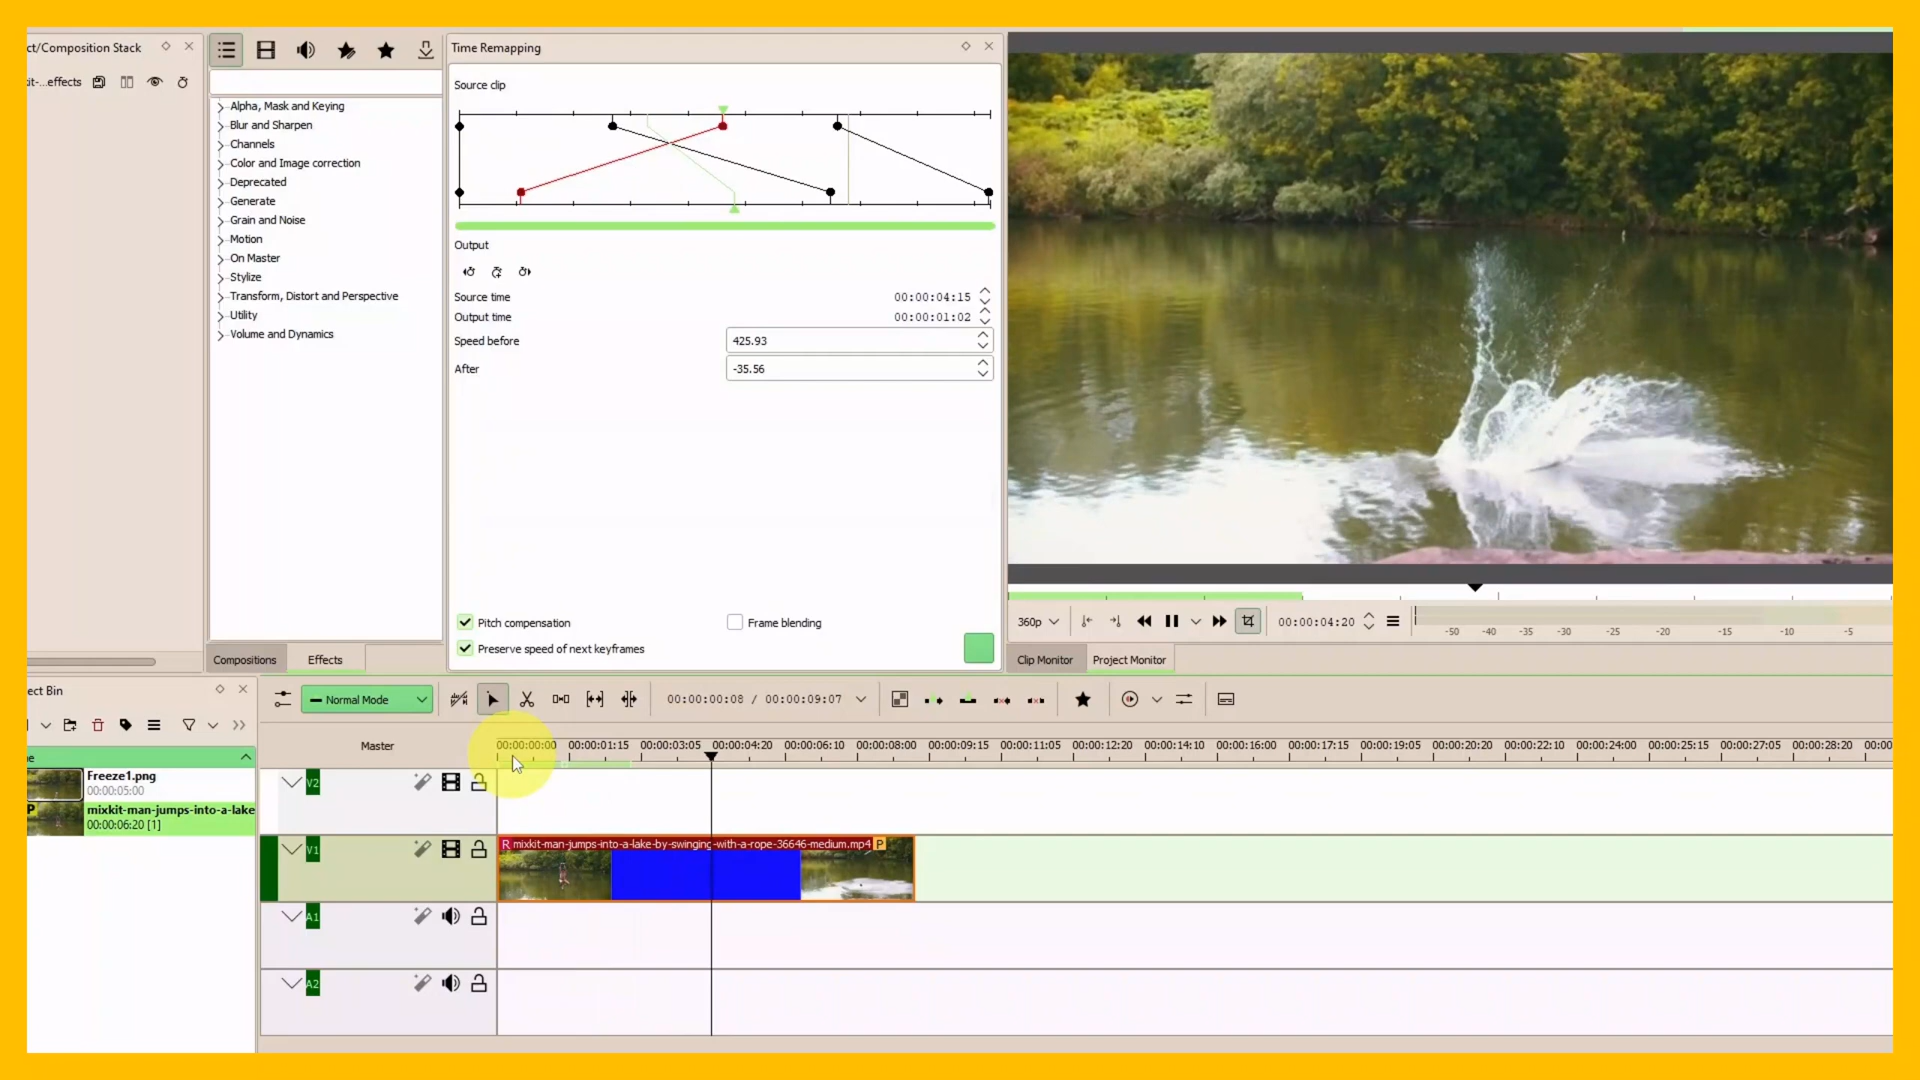 ct/Composition Stack
it-...effects
Alpha, Mask and Keying
Blur and Sharpen
Channels
Color and Image correction
Deprecated
Generate
Grain and Noise
Motion
On Master
Stylize
Transform, Distort and Perspective
Utility
Volume and Dynamics
Compositions
Effects
Time Remapping
Source clip
Output
Source time
00:00:04:15
Output time
00:00:01:02
Speed before
425.93
After
-35.56
Pitch compensation
Frame blending
Preserve speed of next keyframes
360p
00:00:04:20
-50 -40 -35 -30 -25 -20 -15 -10 -5
Clip Monitor
Project Monitor
ect Bin
e
Freeze1.png
00:00:05:00
P
mixkit-man-jumps-into-a-lake
00:00:06:20 [1]
Normal Mode
00:00:00:08 / 00:00:09:07
Master
00:00:00:00 00:00:01:15 00:00:03:05 00:00:04:20 00:00:06:10 00:00:08:00 00:00:09:15 00:00:11:05 00:00:12:20 00:00:14:10 00:00:16:00 00:00:17:15 00:00:19:05 00:00:20:20 00:00:22:10 00:00:24:00 00:00:25:15 00:00:27:05 00:00:28:20 00:00
V2
V1
R mixkit-man-jumps-into-a-lake-by-swinging-with-a-rope-36646-medium.mp4 P
A1
A2